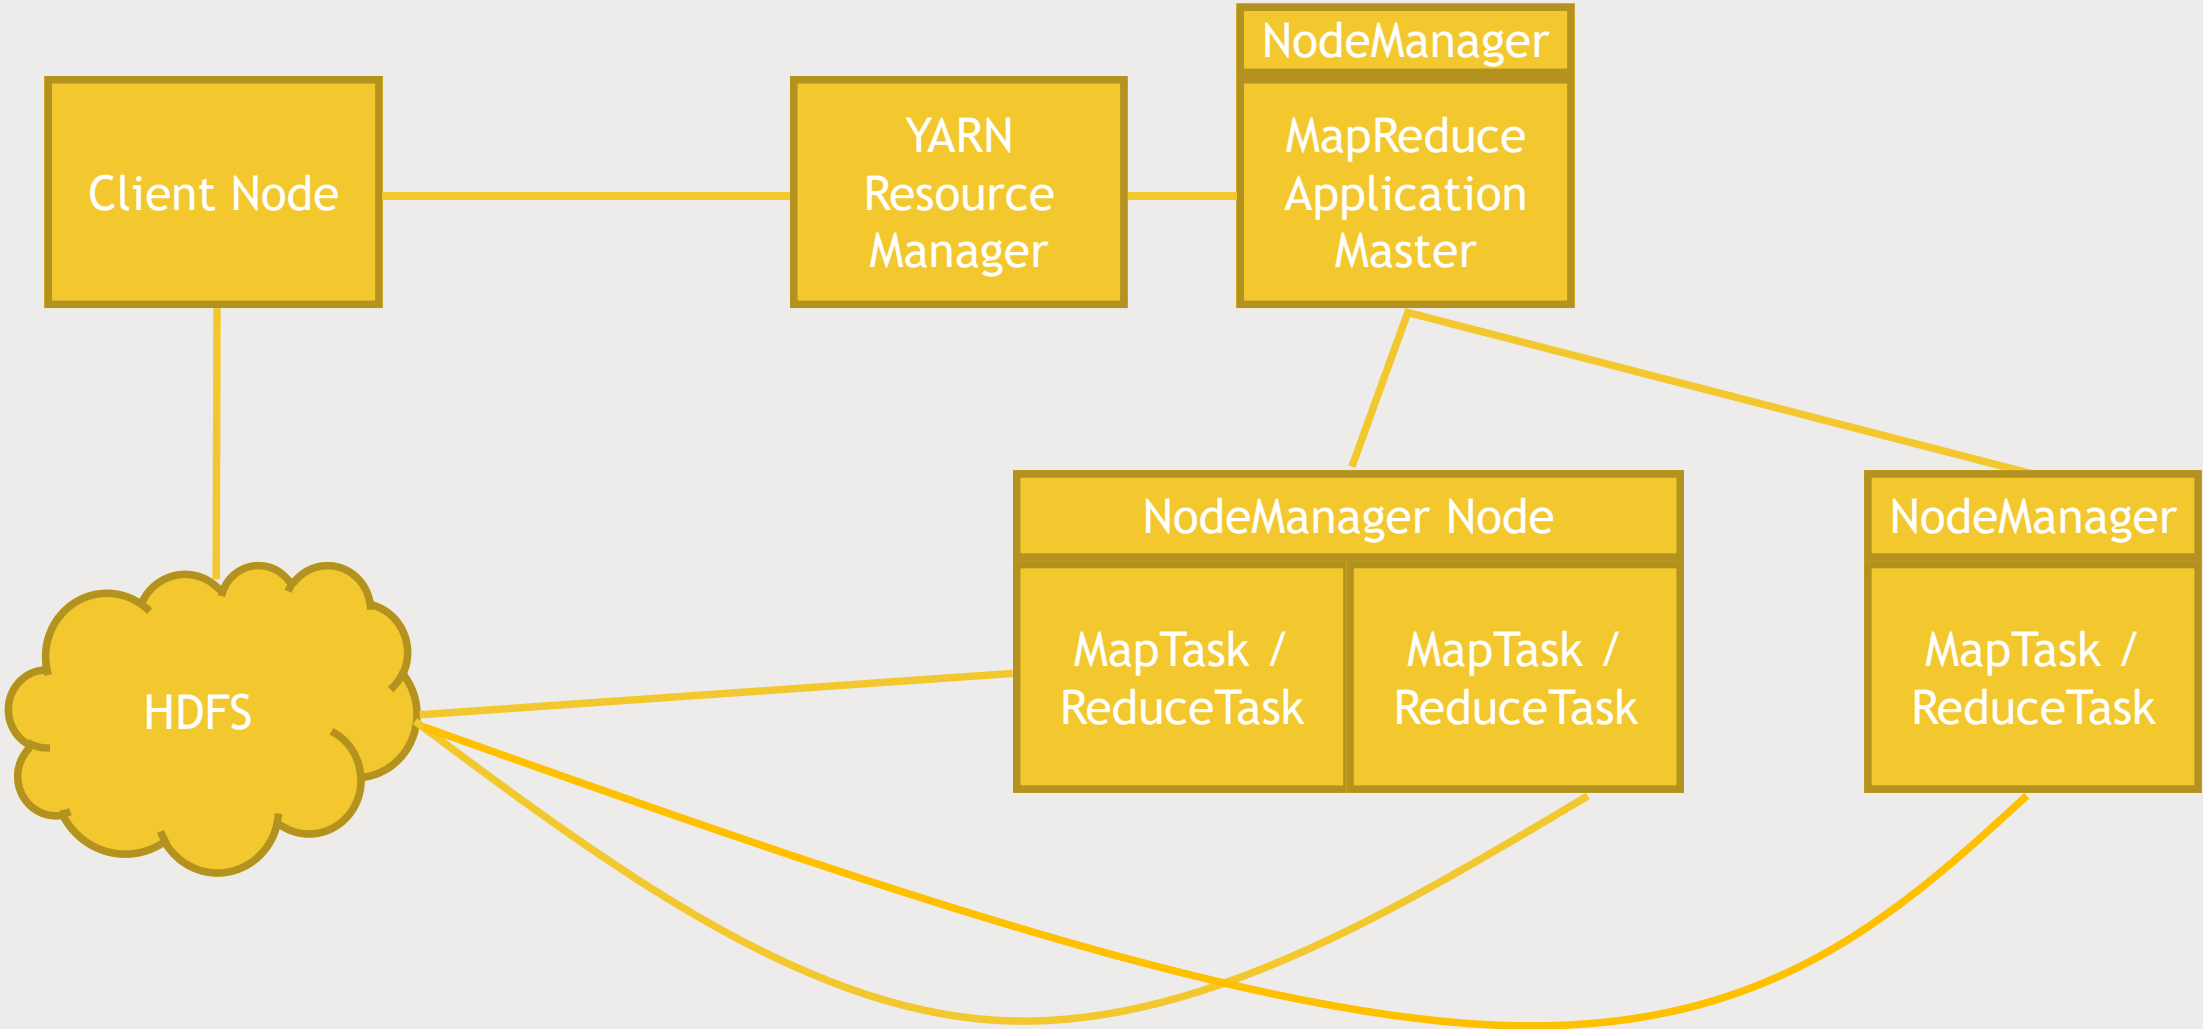 NodeManager
Client Node
YARN
Resource
Manager
MapReduce
Application
Master
NodeManager Node
MapTask /
ReduceTask
MapTask /
ReduceTask
NodeManager
MapTask /
ReduceTask
HDFS